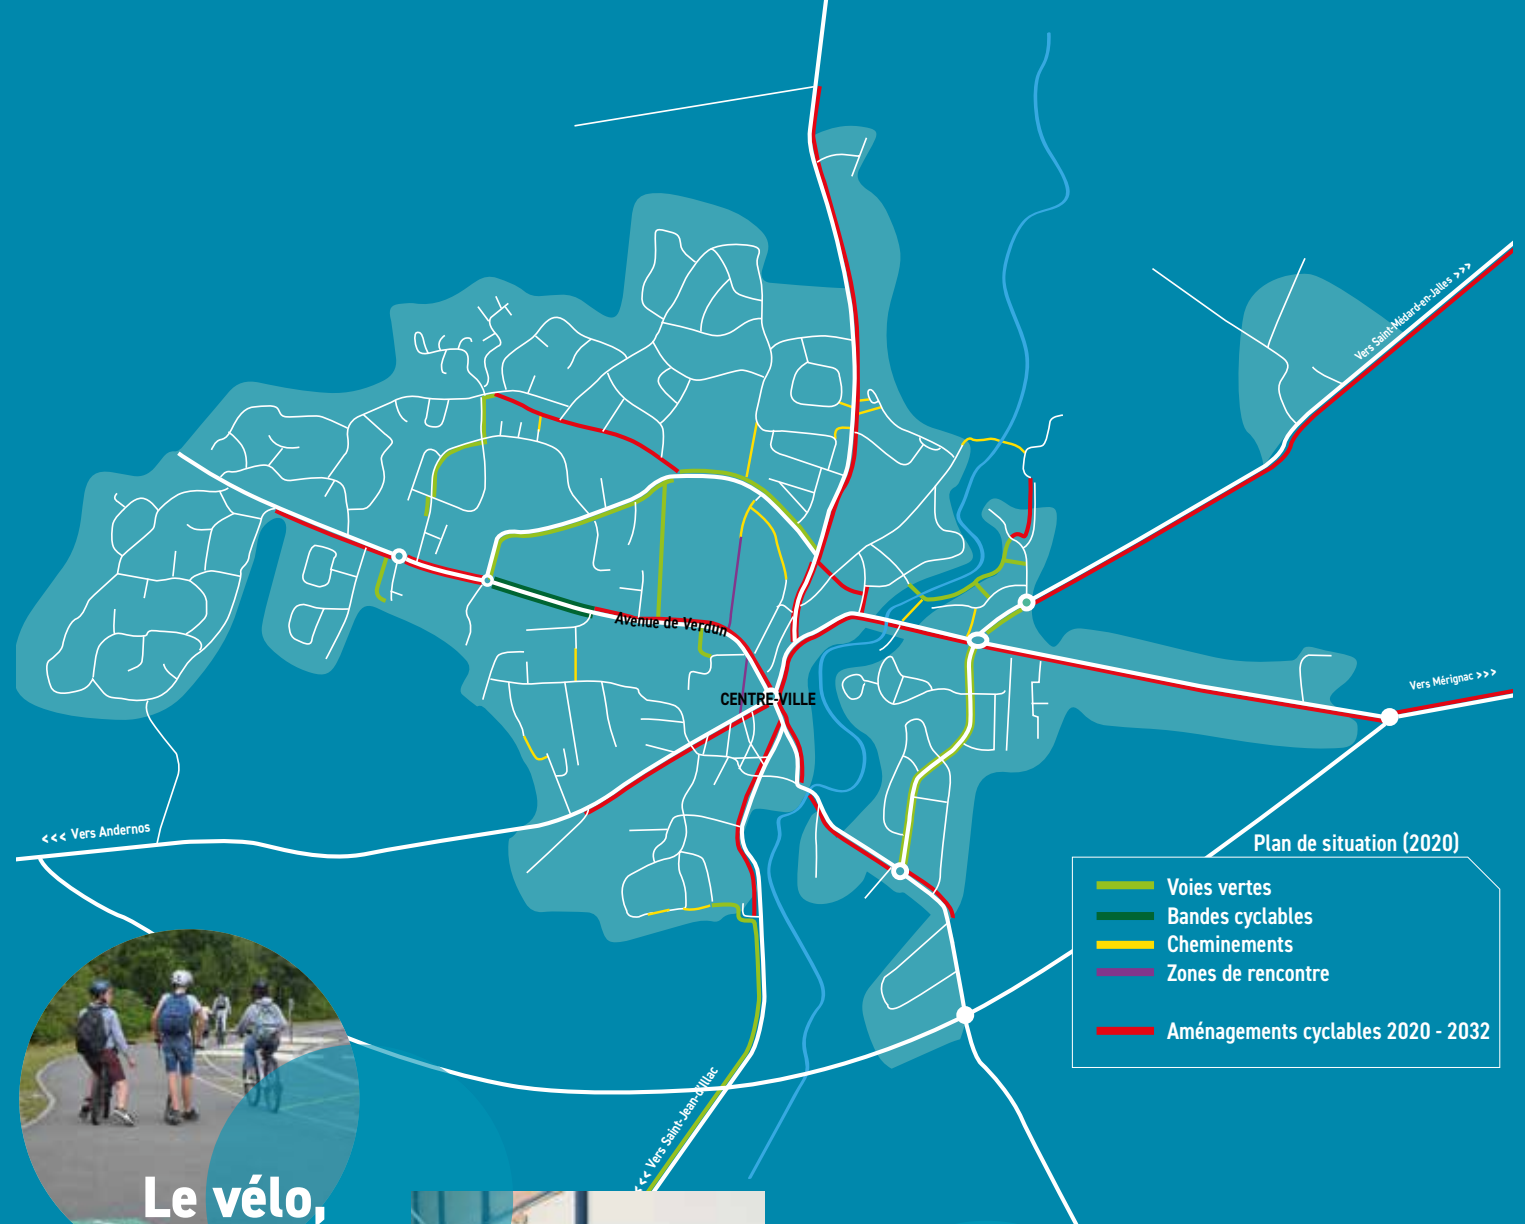 Vers Saint-Médard-en-Jalles >>>
Avenue de Verdun
CENTRE-VILLE
Vers Mérignac >>>
<<< Vers Andernos
Plan de situation (2020)
Voies vertes
Bandes cyclables
Cheminements
Zones de rencontre
Aménagements cyclables 2020 - 2032
<<< Vers Saint-Jean-d'Illac
Le vélo,